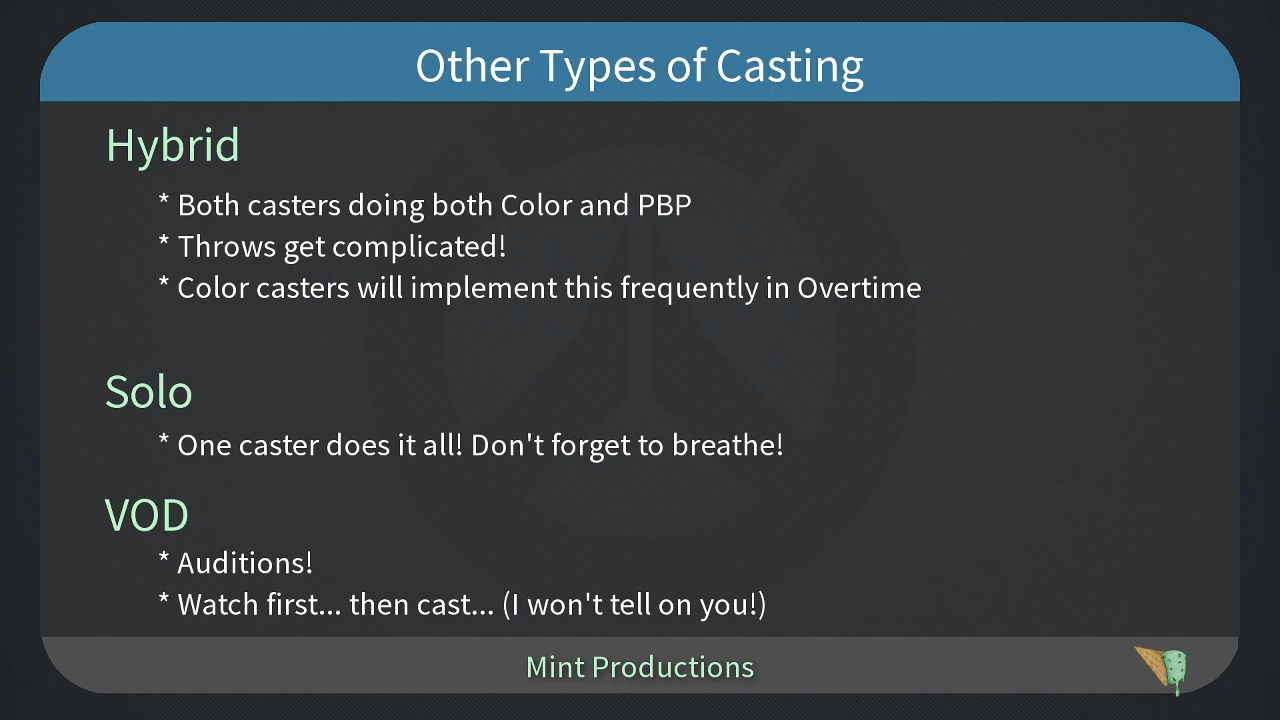 Other Types of Casting
Hybrid
* Both casters doing both Color and PBP
* Throws get complicated!
* Color casters will implement this frequently in Overtime
Solo
* One caster does it all! Don't forget to breathe!
VOD
* Auditions!
* Watch first... then cast... (I won't tell on you!)
Mint Productions